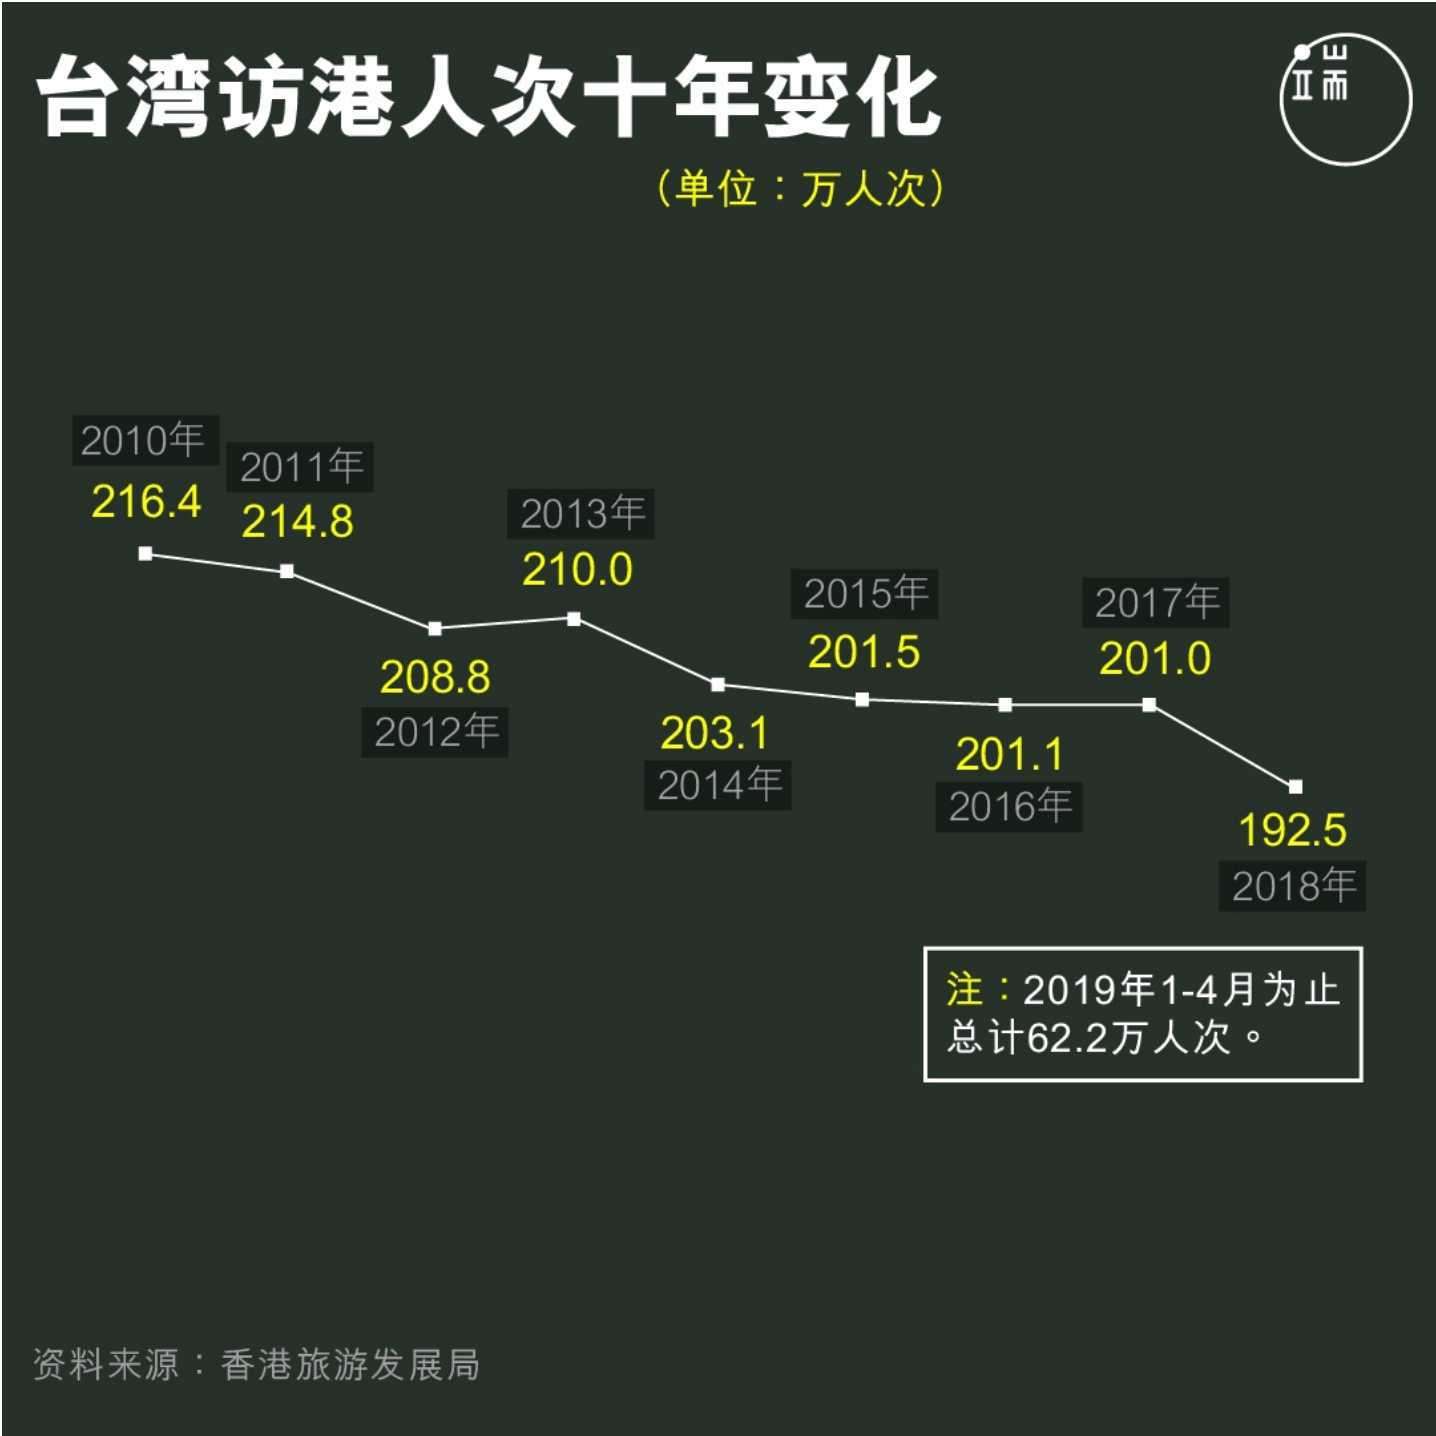 台湾访港人次十年变化
（单位：万人次）
端
2010年
216.4
2011年
214.8
208.8
2012年
2013年
210.0
203.1
2014年
2015年
201.5
201.1
2016年
2017年
201.0
192.5
2018年
注：2019年1-4月为止
总计62.2万人次。
资料来源：香港旅游发展局